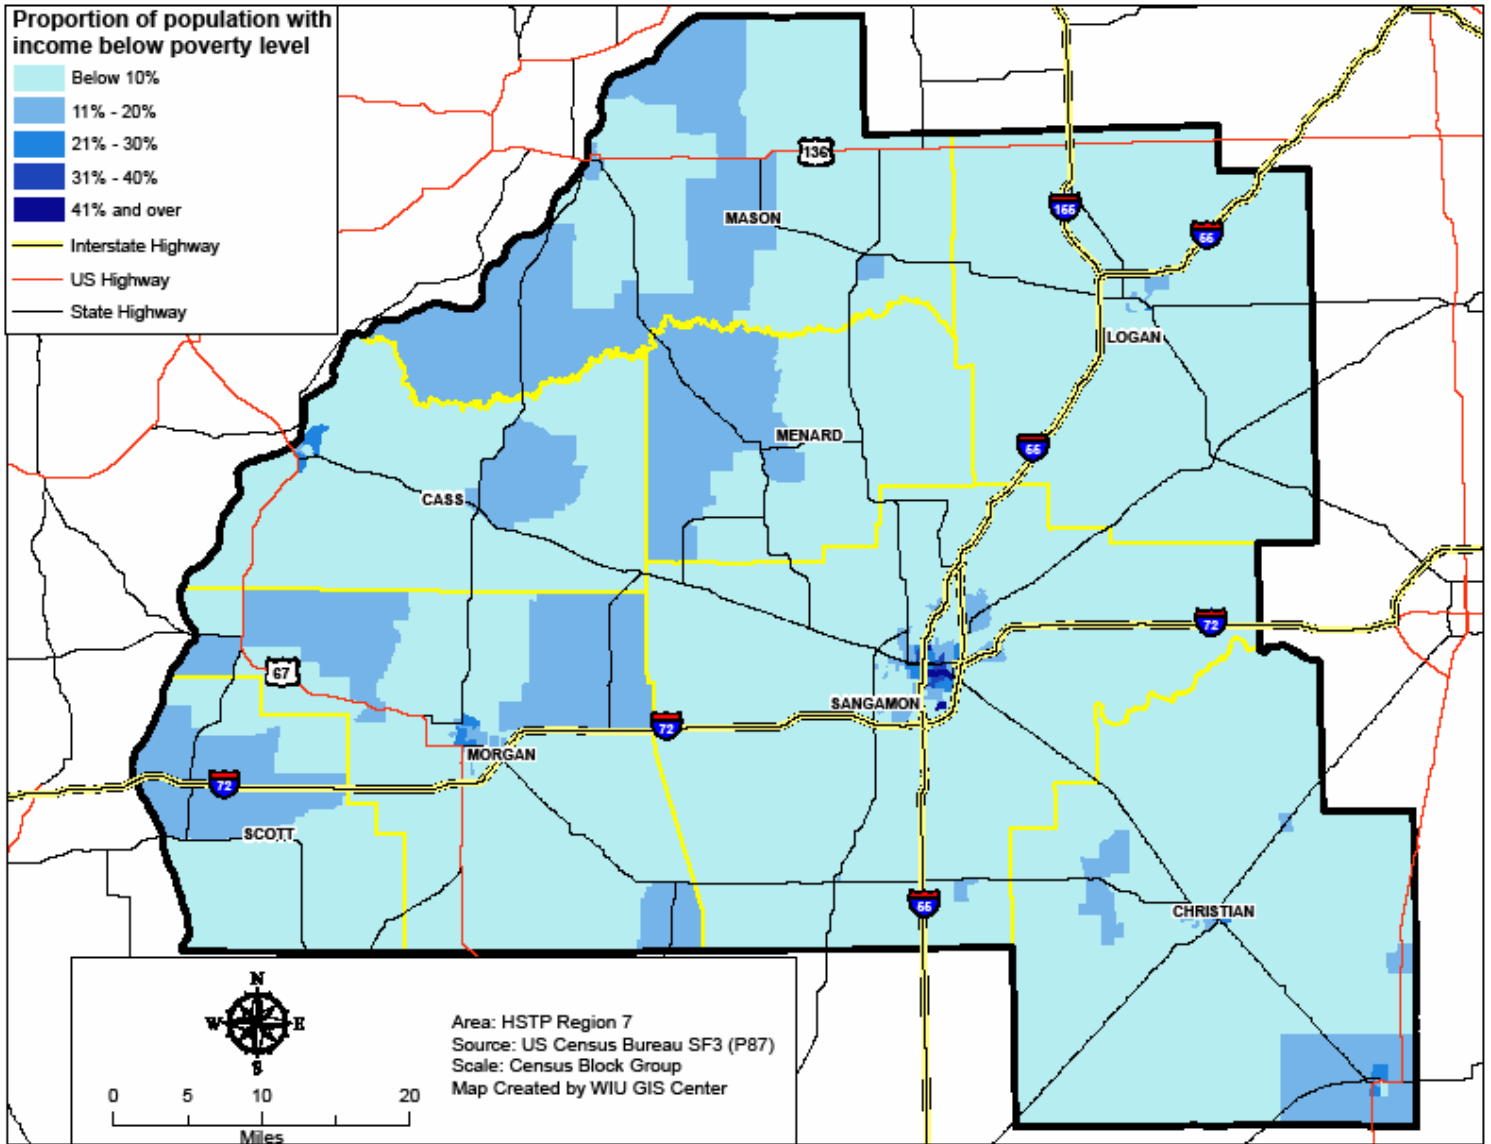 Proportion of population with
income below poverty level
Below 10%
11% - 20%
21% - 30%
31% - 40%
41% and over
Interstate Highway
US Highway
State Highway
136
MASON
155
55
LOGAN
55
MENARD
CASS
72
67
SANGAMON
72
MORGAN
72
SCOTT
55
CHRISTIAN
N
W E
S
Area: HSTP Region 7
Source: US Census Bureau SF3 (P87)
Scale: Census Block Group
Map Created by WIU GIS Center
0 5 10 20
Miles